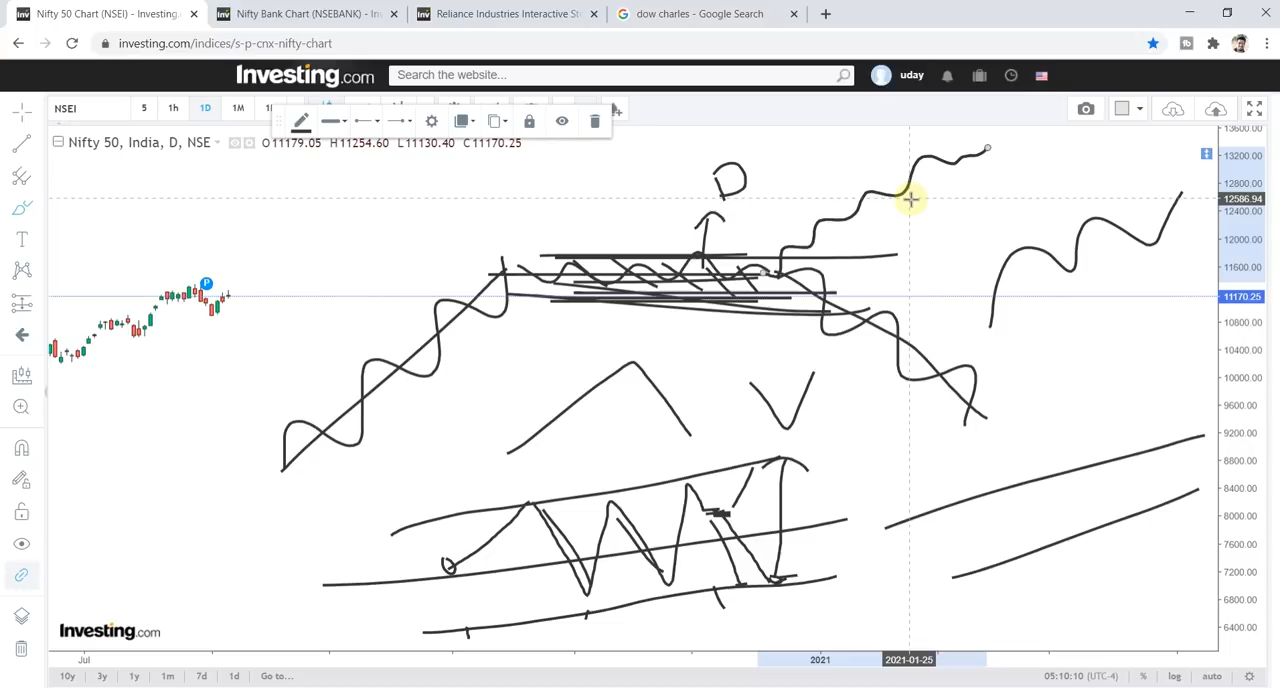 Nifty 50 Chart (NSEI) - Investing.
Nifty Bank Chart (NSEBANK) - In
Reliance Industries Interactive St
dow charles - Google Search
investing.com/indices/s-p-cnx-nifty-chart
Investing.com
Search the website...
uday
NSEI
5
1h
1D
1M
Nifty 50, India, D, NSE
O11179.05 H11254.60 L11130.40 C11170.25
P
D
13600.00
13200.00
12800.00
12586.94
12400.00
12000.00
11600.00
11170.25
10800.00
10400.00
10000.00
9600.00
9200.00
8800.00
8400.00
8000.00
7600.00
7200.00
6800.00
6400.00
Investing.com
Jul
2021
2021-01-25
10y
3y
1y
1m
7d
1d
Go to...
05:10:10 (UTC-4)
%
log
auto